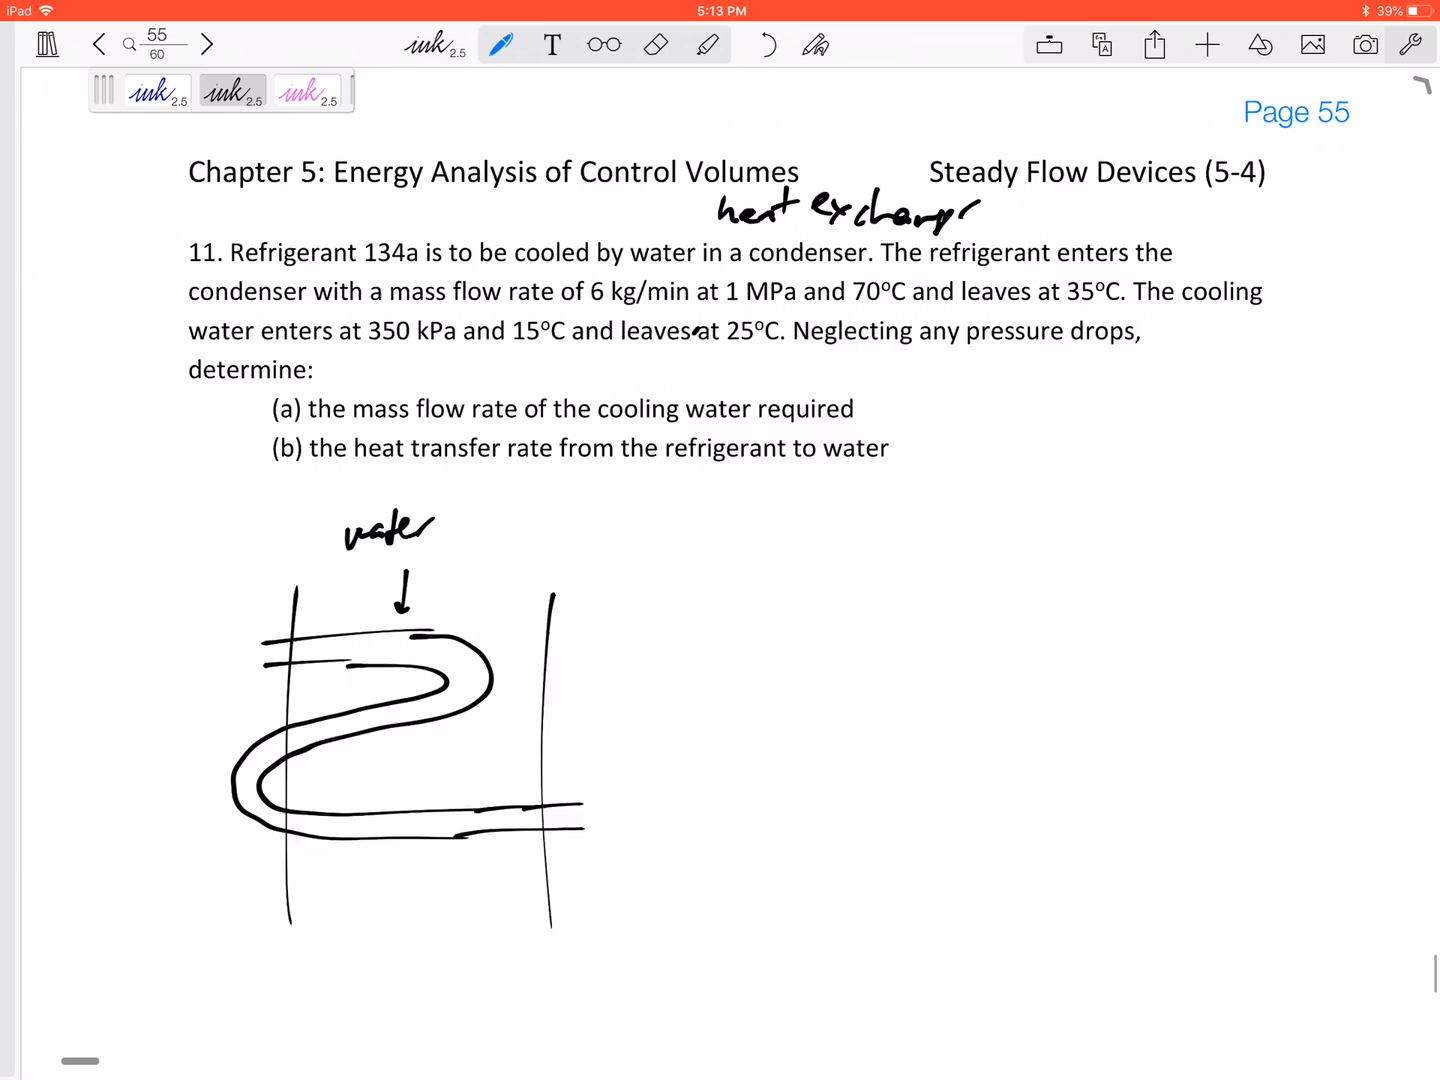 iPad 5:13 PM 39%
55
60
ink 2.5 T
ink 2.5 ink 2.5 ink 2.5
Page 55
Chapter 5: Energy Analysis of Control Volumes Steady Flow Devices (5-4)
heat exchanger
11. Refrigerant 134a is to be cooled by water in a condenser. The refrigerant enters the
condenser with a mass flow rate of 6 kg/min at 1 MPa and 70°C and leaves at 35°C. The cooling
water enters at 350 kPa and 15°C and leaves at 25°C. Neglecting any pressure drops,
determine:
(a) the mass flow rate of the cooling water required
(b) the heat transfer rate from the refrigerant to water
water